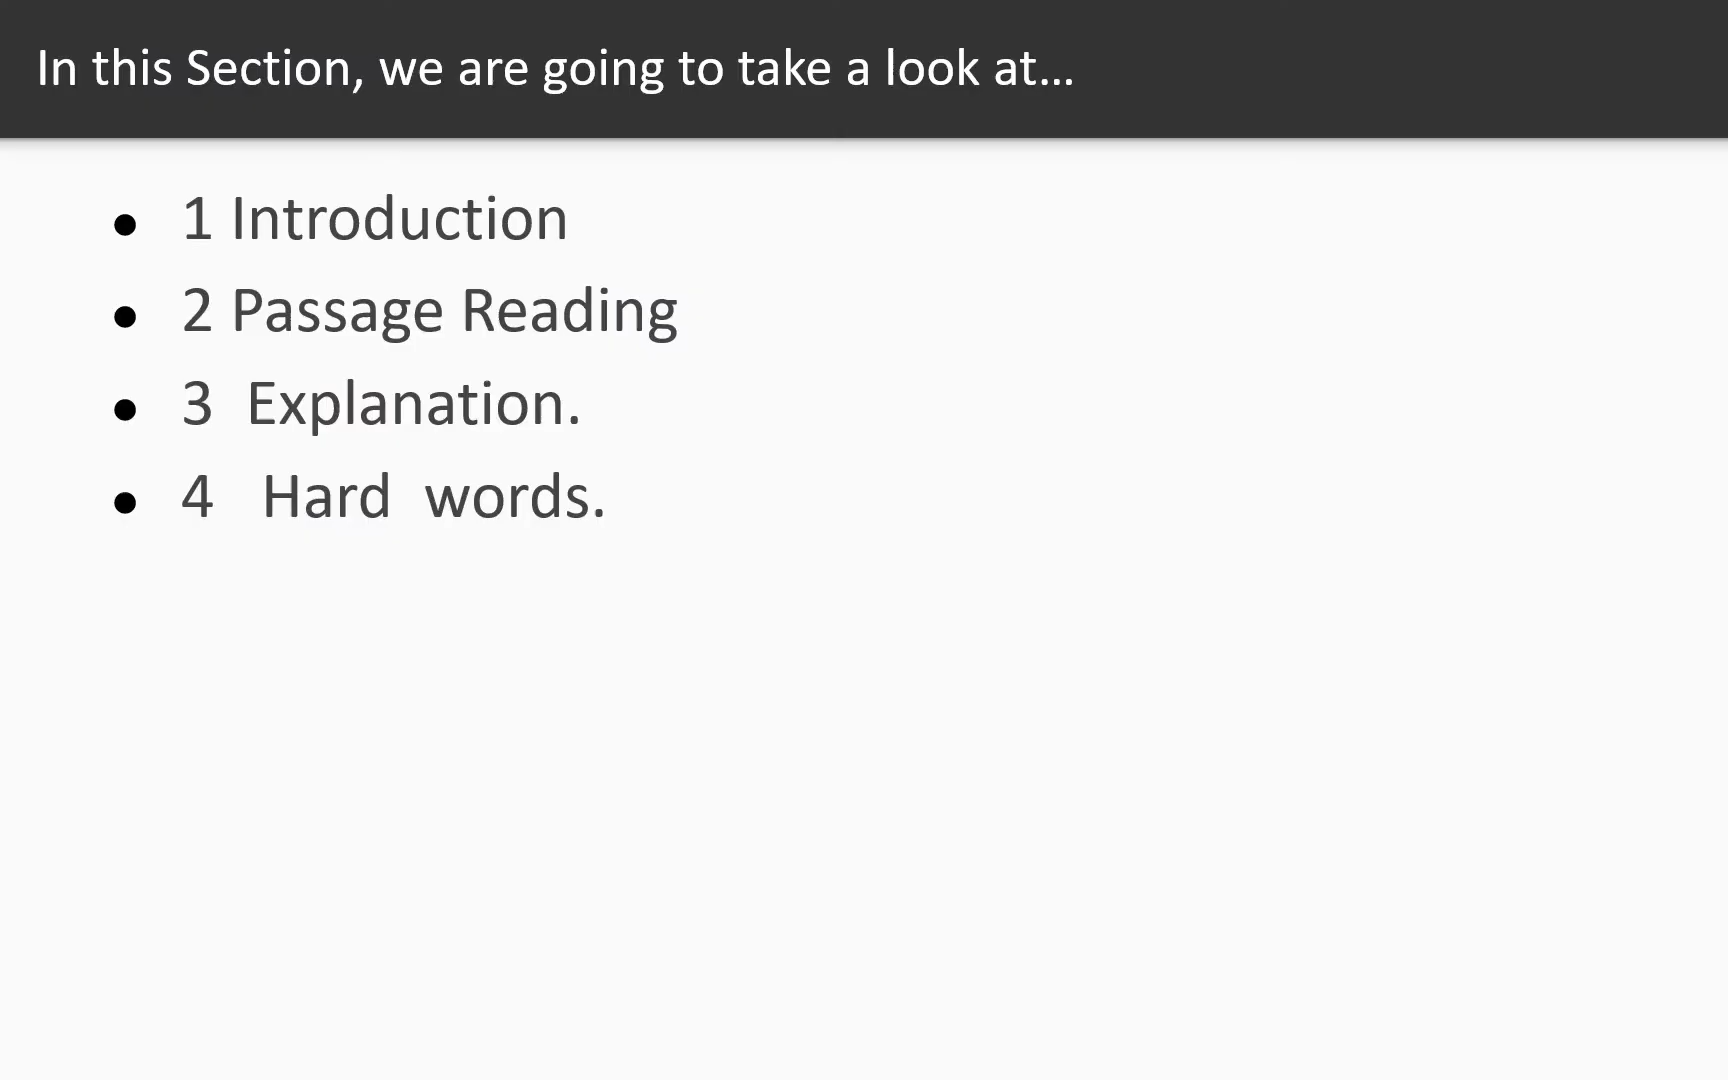 In this Section, we are going to take a look at...
● 1 Introduction
● 2 Passage Reading
● 3  Explanation.
● 4   Hard  words.